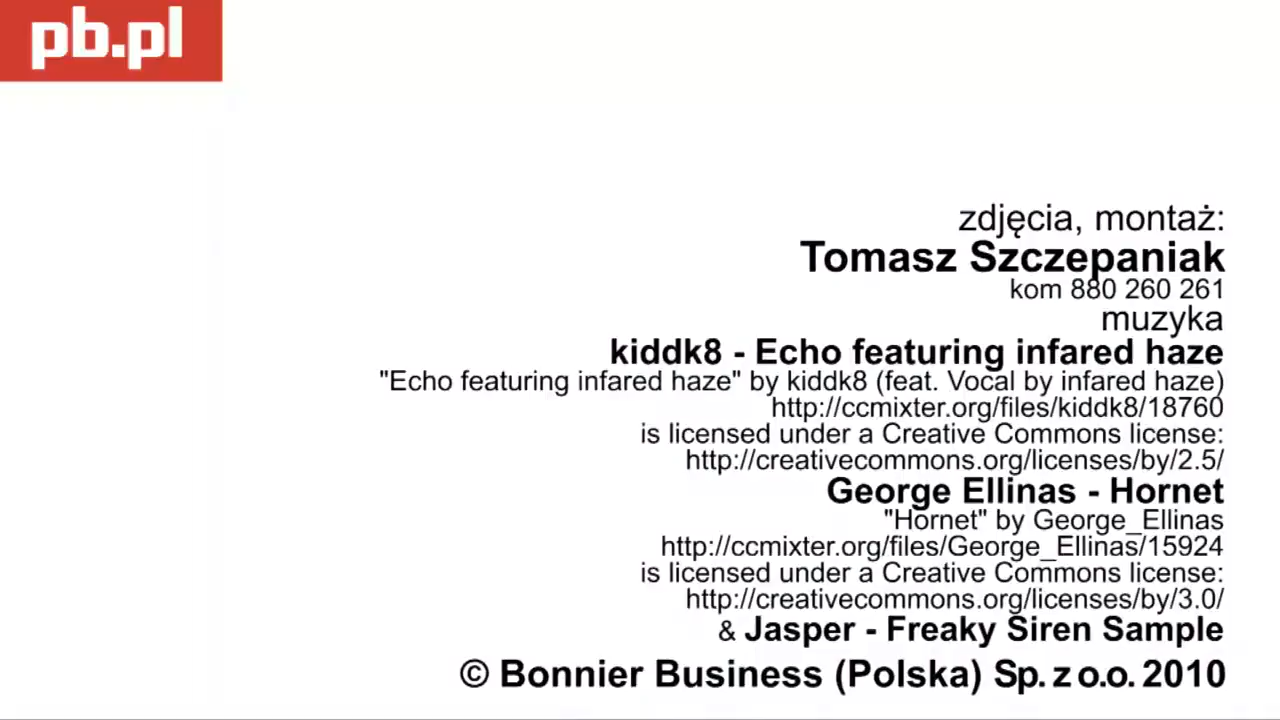 pb.pl
zdjęcia, montaż:
Tomasz Szczepaniak
kom 880 260 261
muzyka
kiddk8 - Echo featuring infared haze
"Echo featuring infared haze" by kiddk8 (feat. Vocal by infared haze)
http://ccmixter.org/files/kiddk8/18760
is licensed under a Creative Commons license:
http://creativecommons.org/licenses/by/2.5/
George Ellinas - Hornet
"Hornet" by George_Ellinas
http://ccmixter.org/files/George_Ellinas/15924
is licensed under a Creative Commons license:
http://creativecommons.org/licenses/by/3.0/
& Jasper - Freaky Siren Sample
© Bonnier Business (Polska) Sp. z o.o. 2010